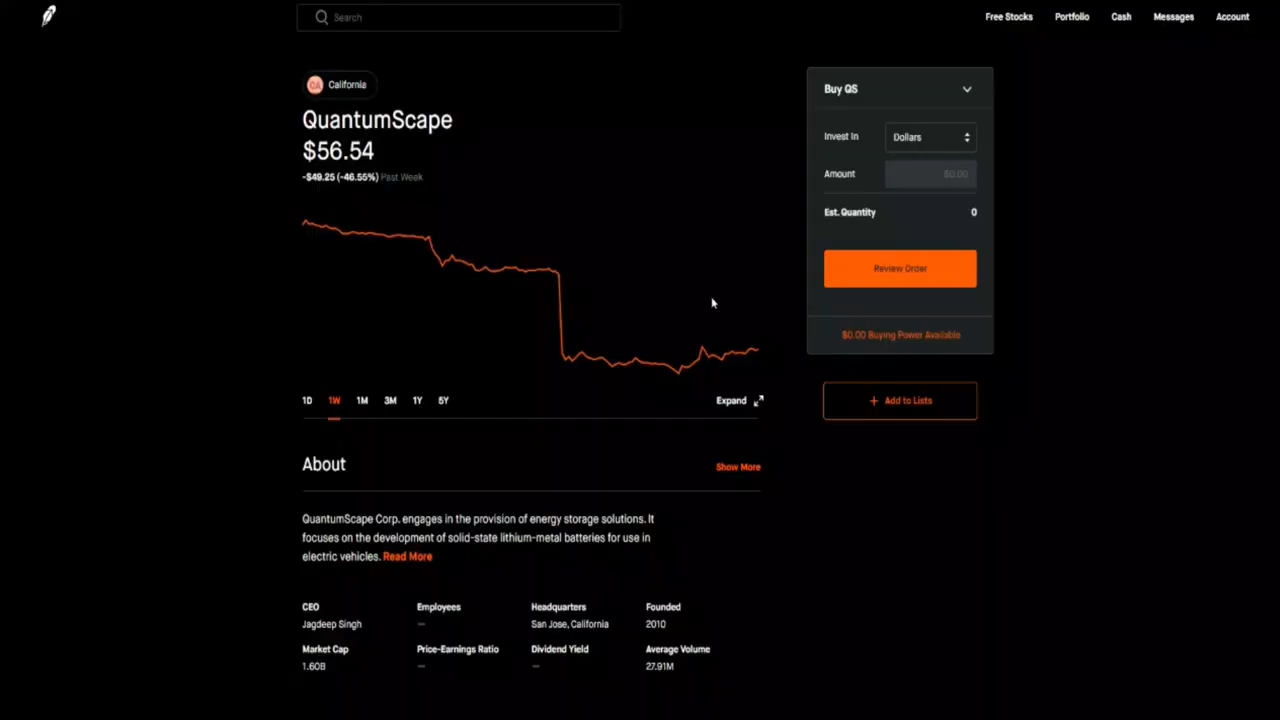 Search
Free Stocks Portfolio Cash Messages Account
CA California
QuantumScape
$56.54
-$49.25 (-46.55%) Past Week
1D 1W 1M 3M 1Y 5Y
Expand
About
Show More
QuantumScape Corp. engages in the provision of energy storage solutions. It
focuses on the development of solid-state lithium-metal batteries for use in
electric vehicles. Read More
CEO Employees Headquarters Founded
Jagdeep Singh — San Jose, California 2010
Market Cap Price-Earnings Ratio Dividend Yield Average Volume
1.60B — — 27.91M
Buy QS
Invest In Dollars
Amount $0.00
Est. Quantity 0
Review Order
$0.00 Buying Power Available
+ Add to Lists